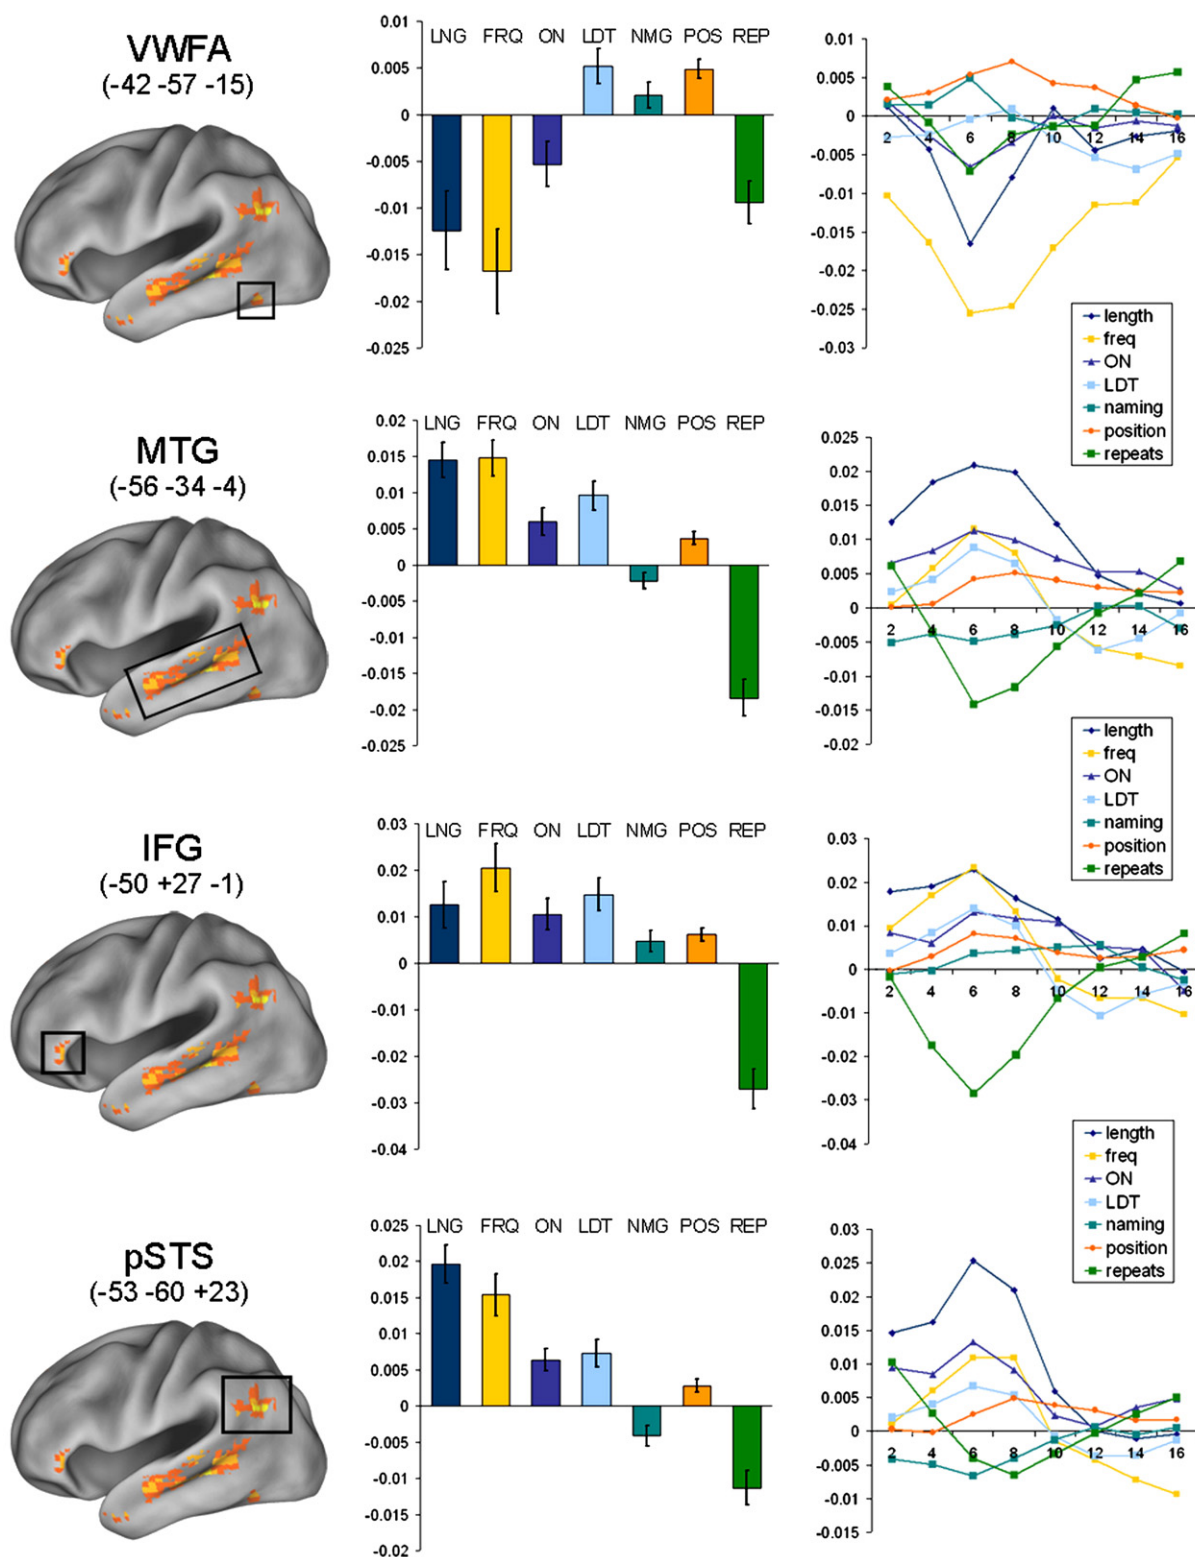 VWFA
(-42 -57 -15)
0.01
0.005
0
-0.005
-0.01
-0.015
-0.02
-0.025
LNG FRQ ON LDT NMG POS REP
0.01
0.005
0
-0.005
-0.01
-0.015
-0.02
-0.025
-0.03
2 4 6 8 10 12 14 16
length
freq
ON
LDT
naming
position
repeats
MTG
(-56 -34 -4)
0.02
0.015
0.01
0.005
0
-0.005
-0.01
-0.015
-0.02
-0.025
LNG FRQ ON LDT NMG POS REP
0.025
0.02
0.015
0.01
0.005
0
-0.005
-0.01
-0.015
-0.02
2 4 6 8 10 12 14 16
length
freq
ON
LDT
naming
position
repeats
IFG
(-50 +27 -1)
0.03
0.02
0.01
0
-0.01
-0.02
-0.03
-0.04
LNG FRQ ON LDT NMG POS REP
0.03
0.02
0.01
0
-0.01
-0.02
-0.03
-0.04
2 4 6 8 10 12 14 16
length
freq
ON
LDT
naming
position
repeats
pSTS
(-53 -60 +23)
0.025
0.02
0.015
0.01
0.005
0
-0.005
-0.01
-0.015
-0.02
LNG FRQ ON LDT NMG POS REP
0.03
0.025
0.02
0.015
0.01
0.005
0
-0.005
-0.01
-0.015
2 4 6 8 10 12 14 16